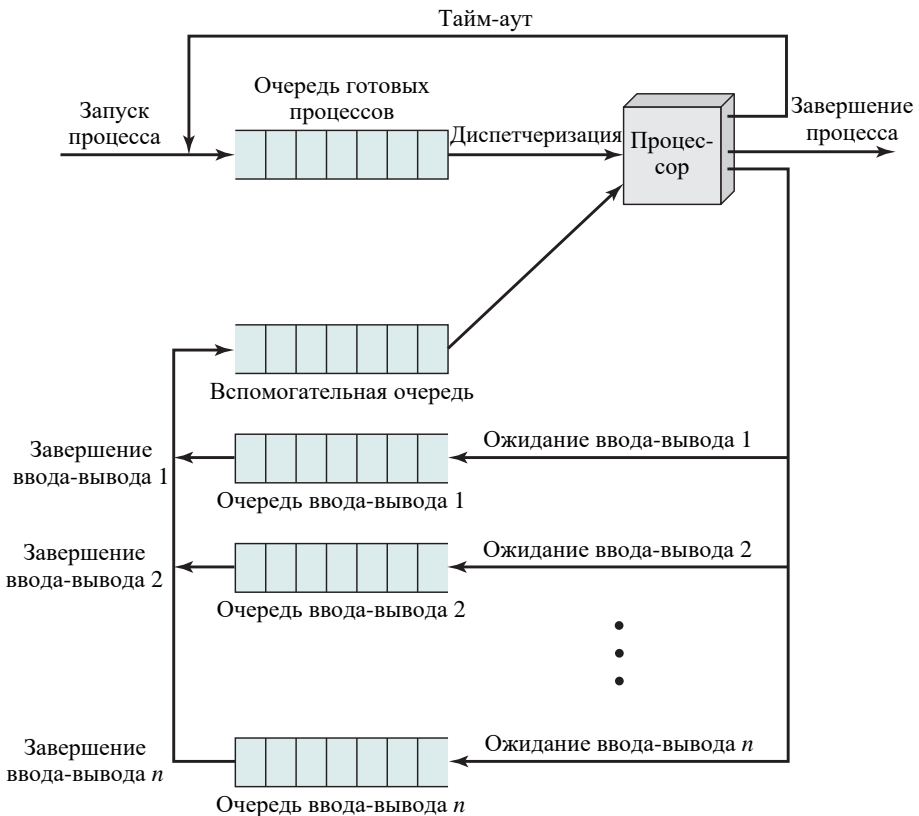 Тайм-аут
Очередь готовых
процессов
Запуск
процесса
Диспетчеризация
Процес-
сор
Завершение
процесса
Вспомогательная очередь
Завершение
ввода-вывода 1
Ожидание ввода-вывода 1
Очередь ввода-вывода 1
Завершение
ввода-вывода 2
Ожидание ввода-вывода 2
Очередь ввода-вывода 2
Завершение
ввода-вывода n
Ожидание ввода-вывода n
Очередь ввода-вывода n